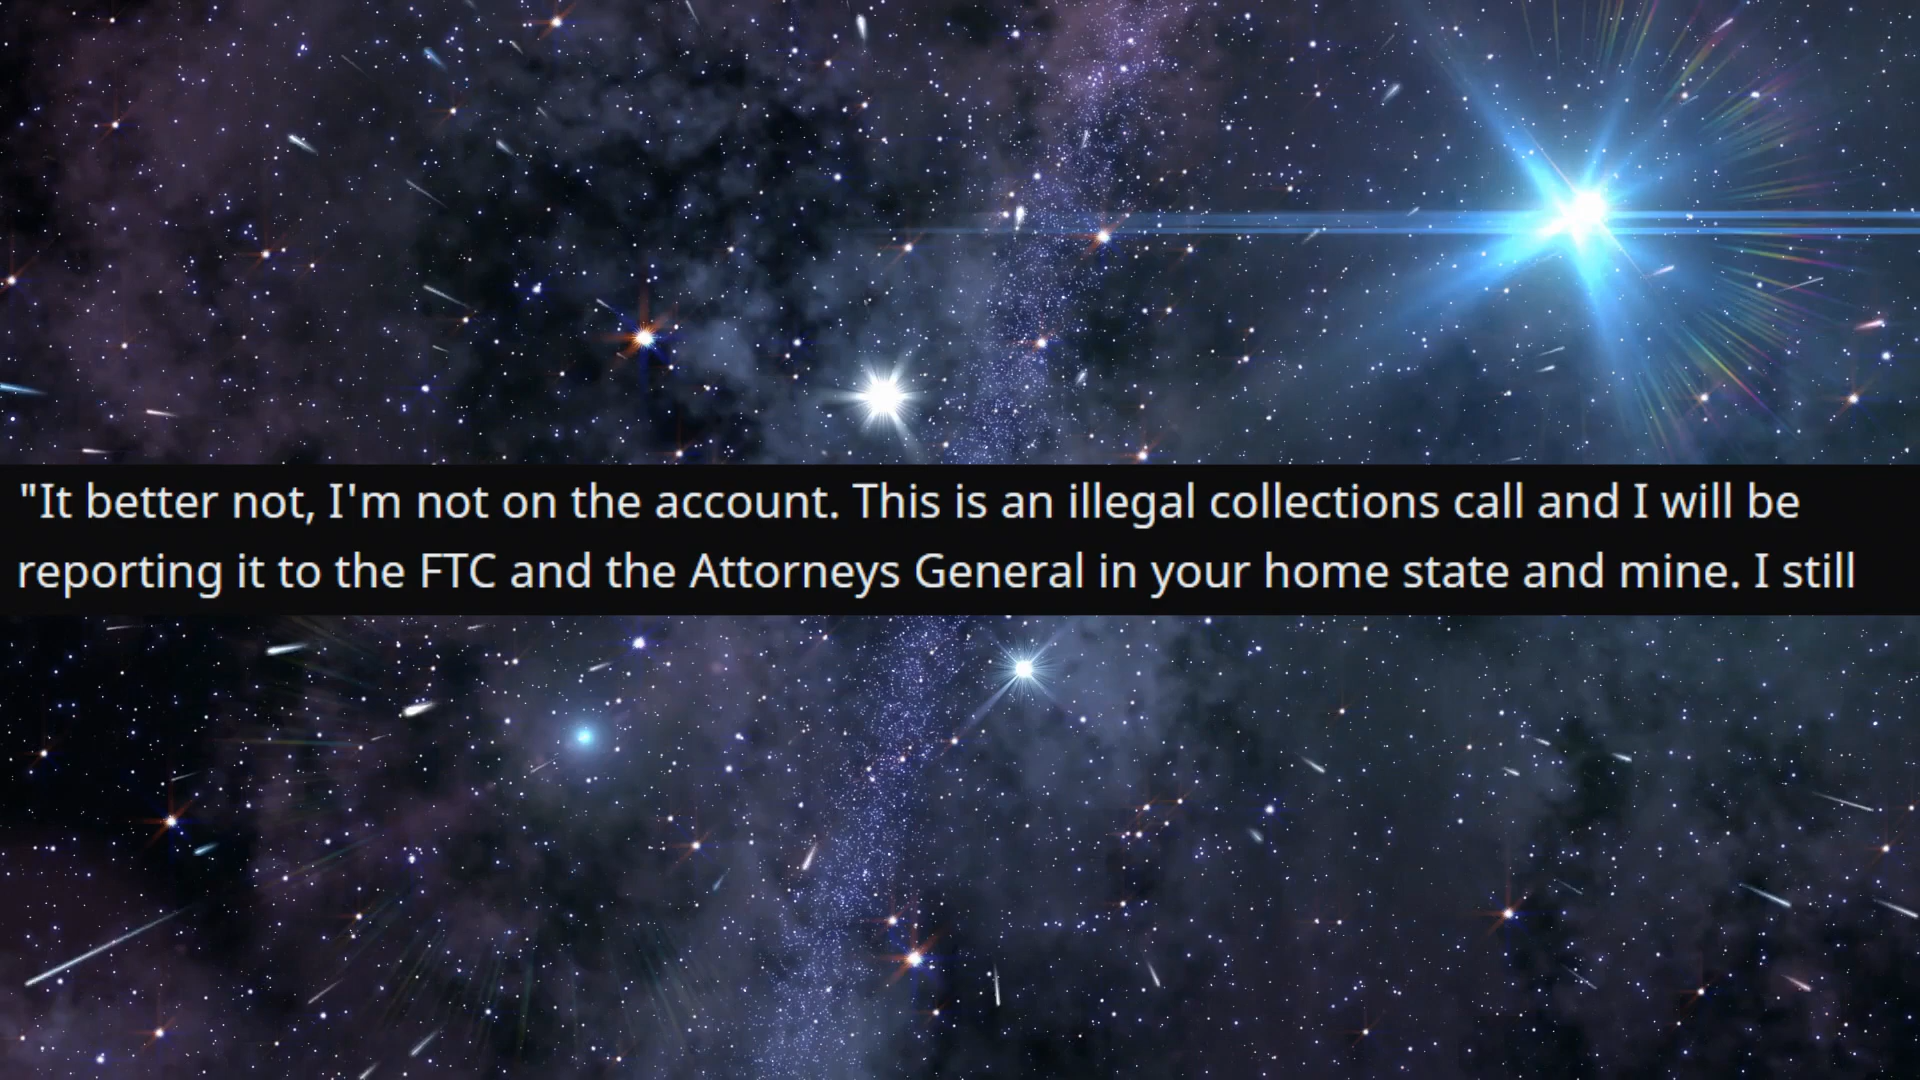 "It better not, I'm not on the account. This is an illegal collections call and I will be
reporting it to the FTC and the Attorneys General in your home state and mine. I still